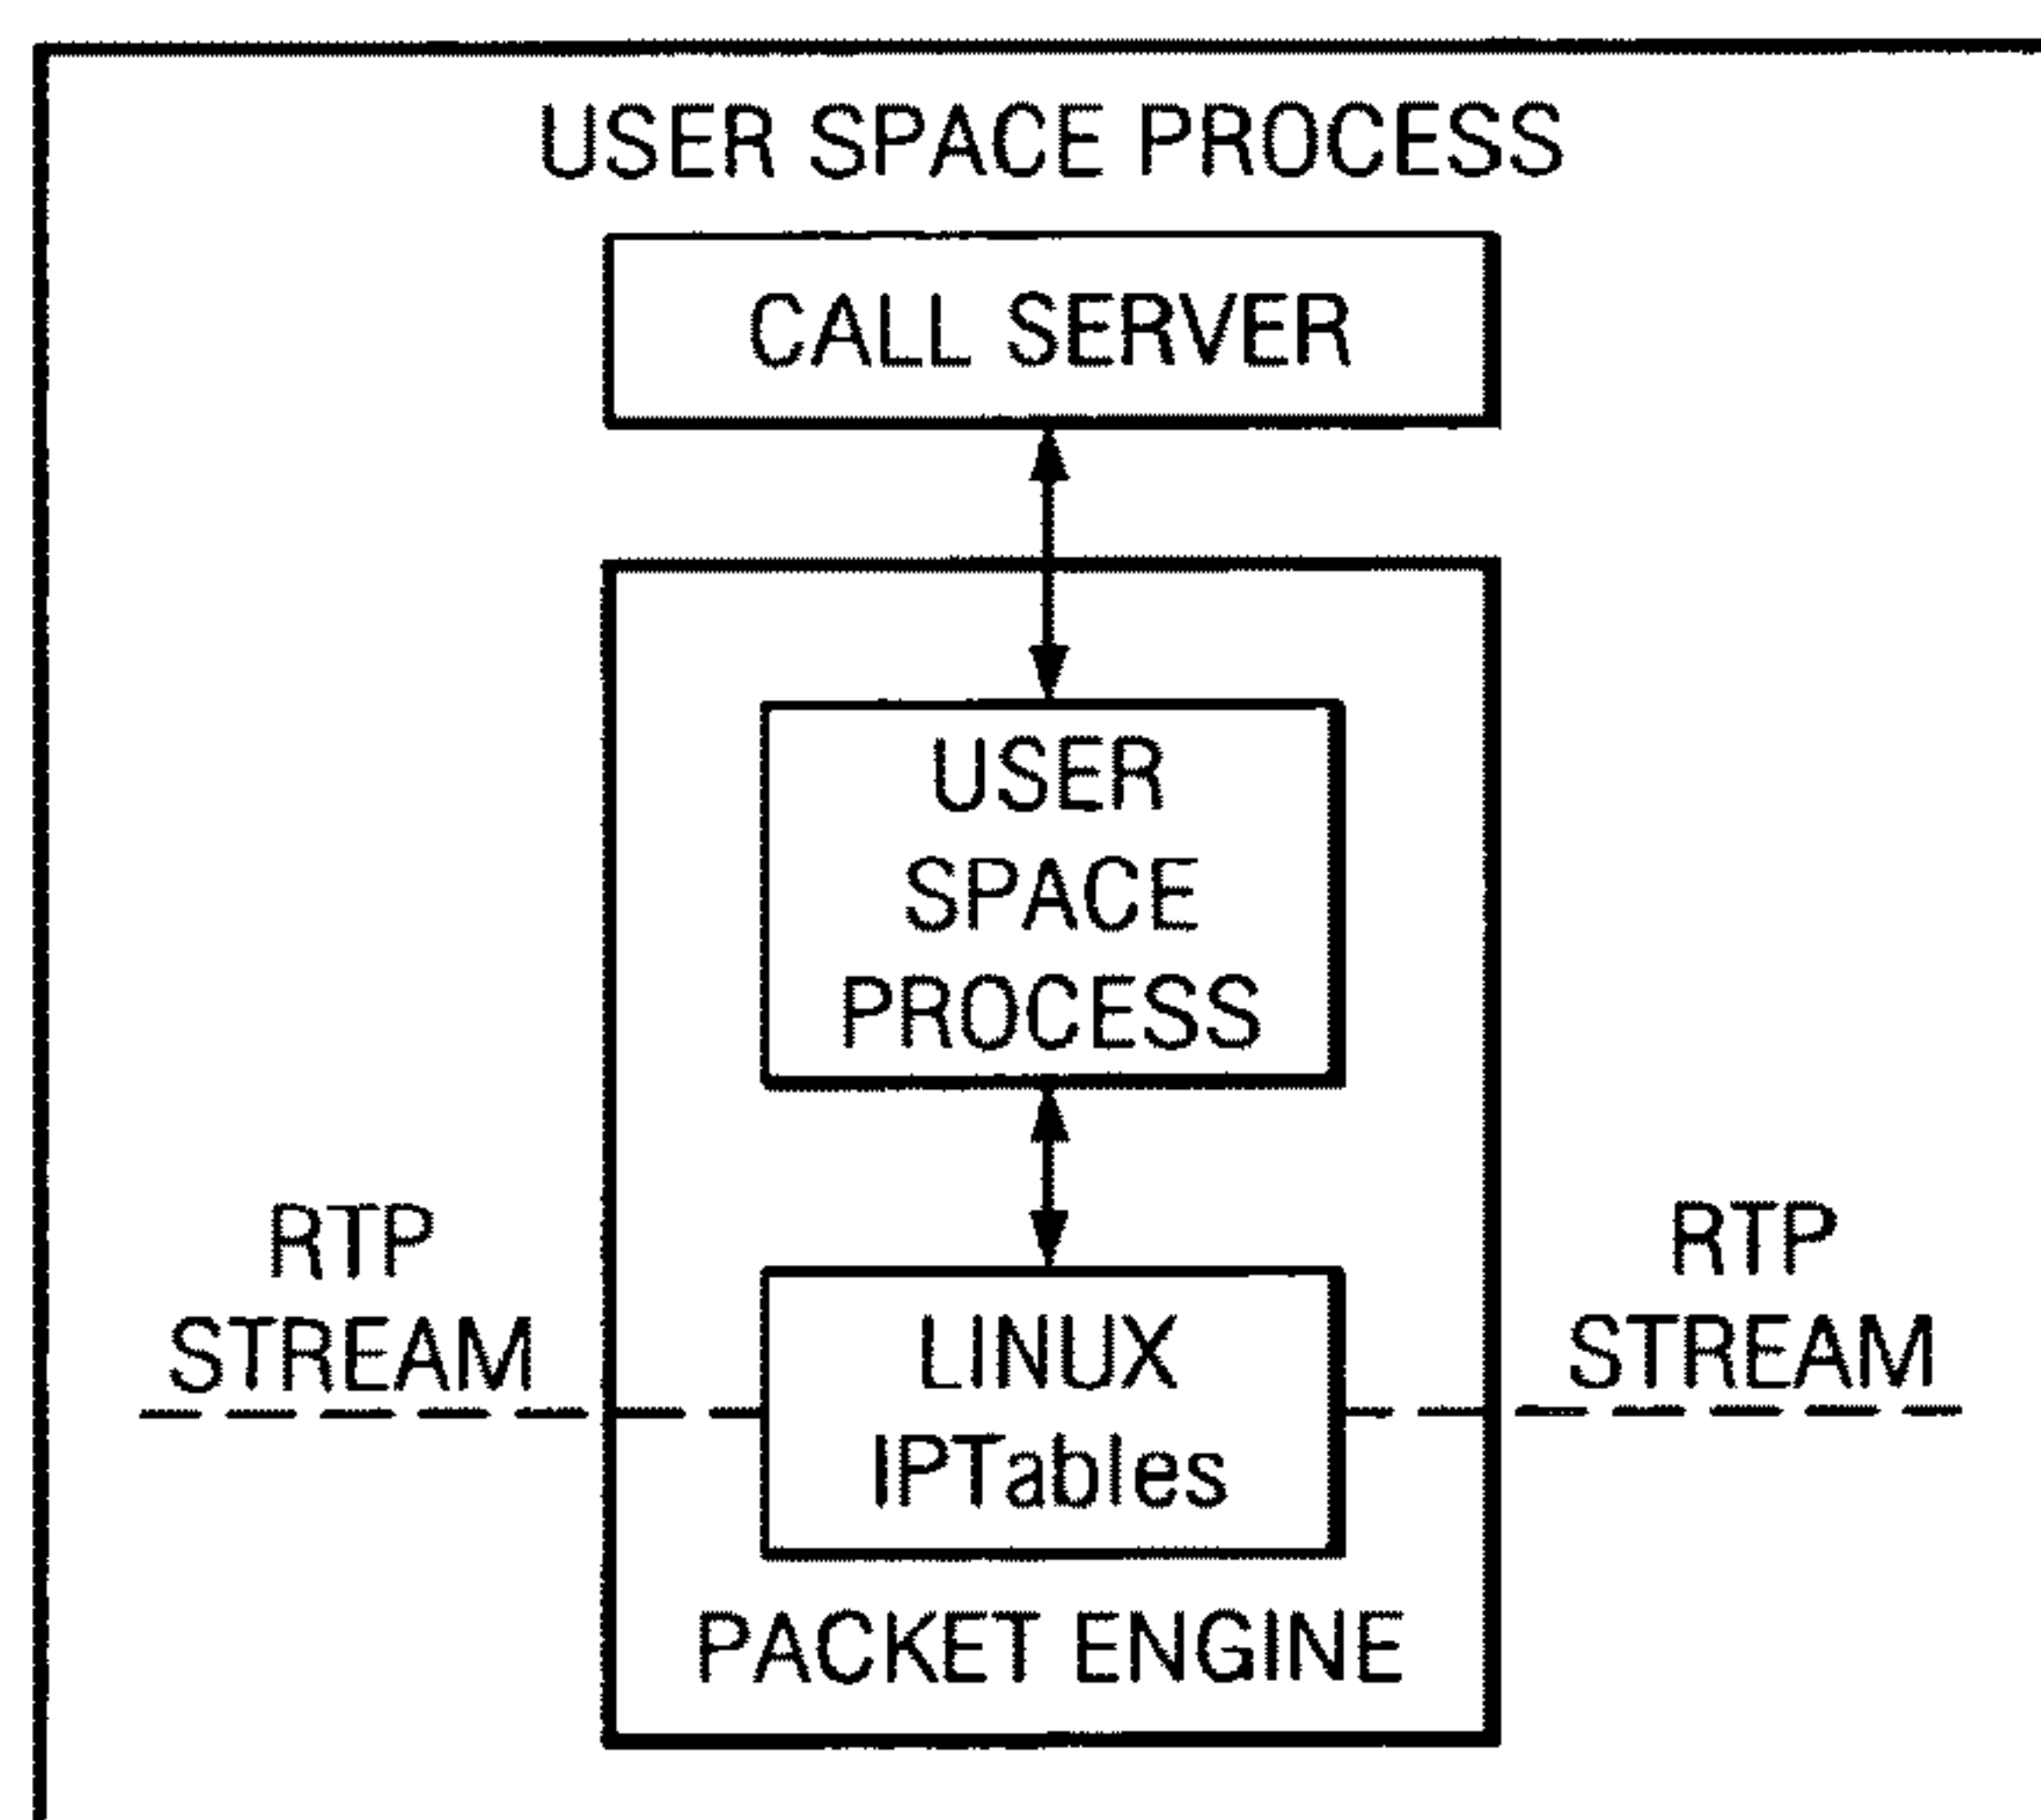 USER SPACE PROCESS
CALL SERVER
USER
SPACE
PROCESS
RTP
STREAM
RTP
STREAM
LINUX
IPTables
PACKET ENGINE